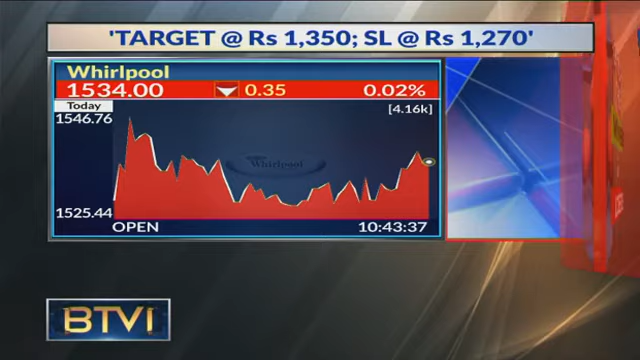 'TARGET @ Rs 1,350; SL @ Rs 1,270'
Whirlpool
1534.00 0.35 0.02%
Today [4.16k]
1546.76
Whirlpool
1525.44
OPEN 10:43:37
BTVi